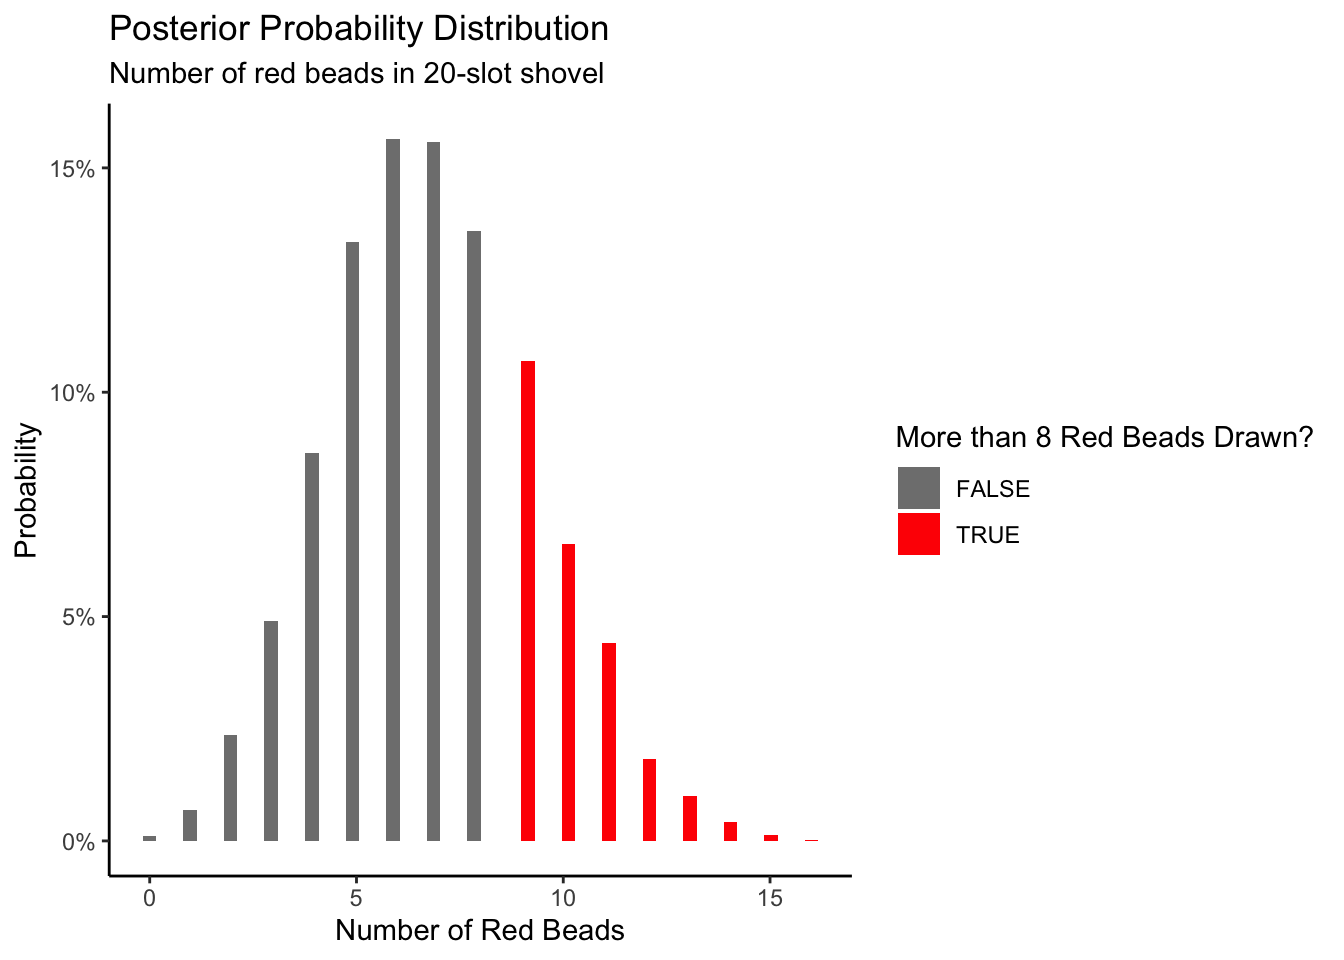 Posterior Probability Distribution
Number of red beads in 20-slot shovel
15%
10%
5%
0%
Probability
0 5 10 15
Number of Red Beads
More than 8 Red Beads Drawn?
FALSE
TRUE